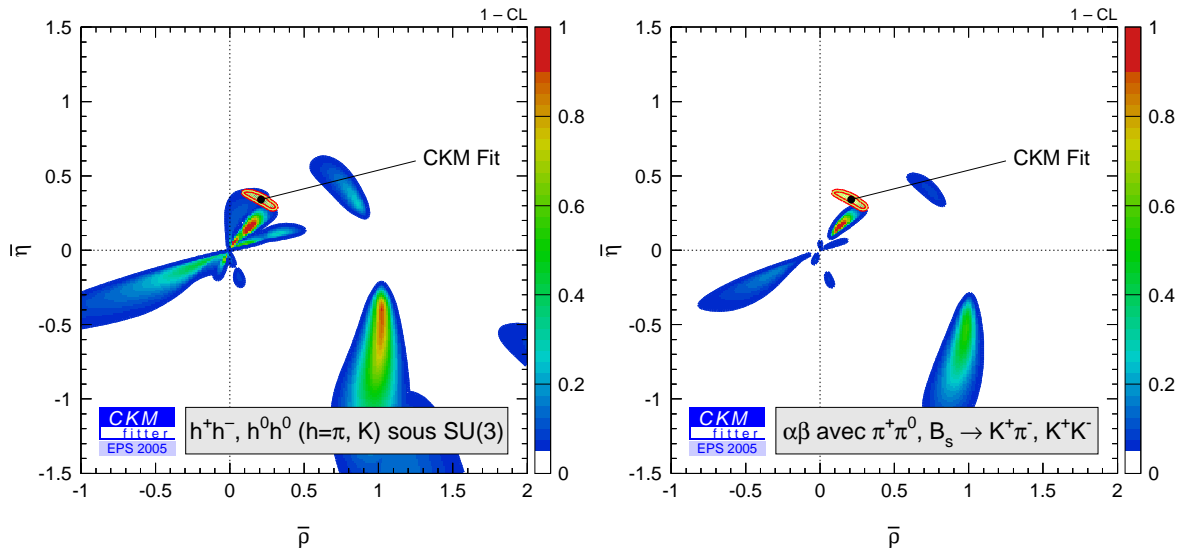 1 – CL
1.5
1
0.5
0
-0.5
-1
-1.5
-1
-0.5
0
0.5
1
1.5
2
η̅
ρ̅
1
0.8
0.6
0.4
0.2
0
CKM Fit
CKM
fitter
EPS 2005
h⁺h⁻, h⁰h⁰ (h=π, K) sous SU(3)
1 – CL
1.5
1
0.5
0
-0.5
-1
-1.5
-1
-0.5
0
0.5
1
1.5
2
η̅
ρ̅
1
0.8
0.6
0.4
0.2
0
CKM Fit
CKM
fitter
EPS 2005
αβ avec π⁺π⁰, Bₛ → K⁺π⁻, K⁺K⁻